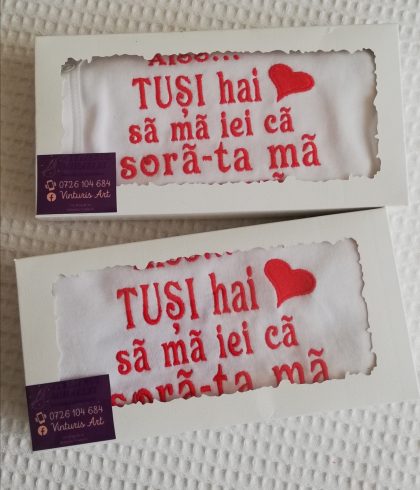 Alo...
TUȘI hai
să mă iei că
soră-ta mă
0726 104 684
Vinturis Art
TUȘI hai
să mă iei că
soră-ta mă
0726 104 684
Vinturis Art